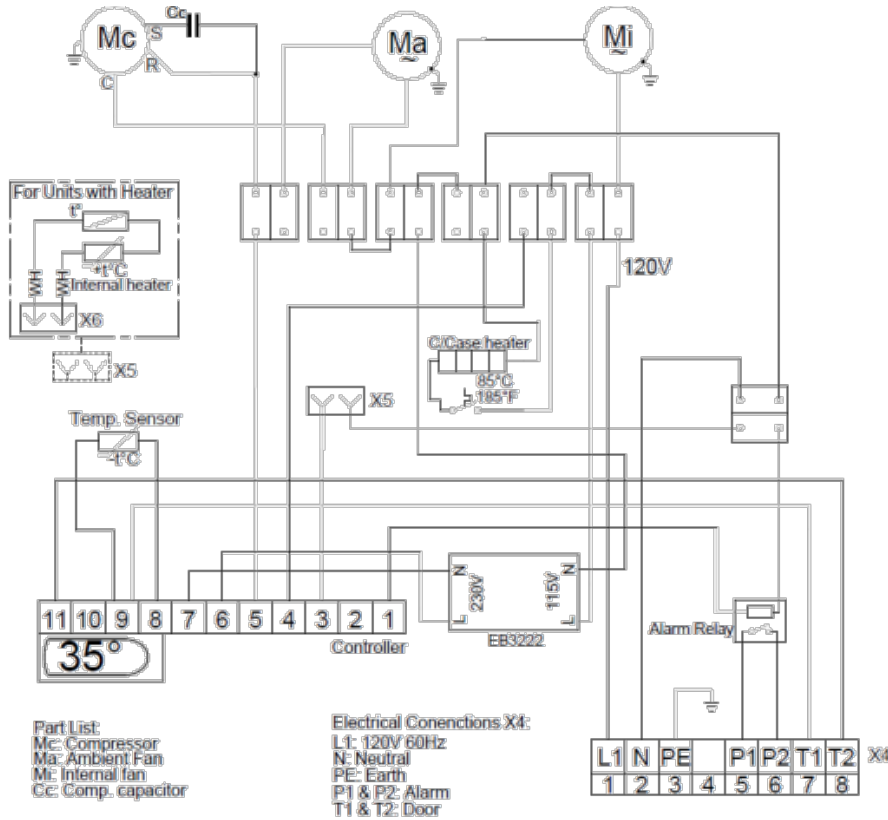 Cc
Mc
S
R
C
Ma
~
Mi
~
For Units with Heater
t°
+t°C
Internal heater
WH
WH
X6
X5
120V
C/Case heater
85°C
185°F
X5
Temp. Sensor
-t°C
N
N
230V
115V
L
L
EB3222
11 10 9 8 7 6 5 4 3 2 1
35°
Controller
Alarm Relay
Part List:
Mc: Compressor
Ma: Ambient Fan
Mi: Internal fan
Cc: Comp. capacitor
Electrical Conenctions X4:
L1: 120V 60Hz
N: Neutral
PE: Earth
P1 & P2: Alarm
T1 & T2: Door
L1 N PE P1 P2 T1 T2 X4
1 2 3 4 5 6 7 8